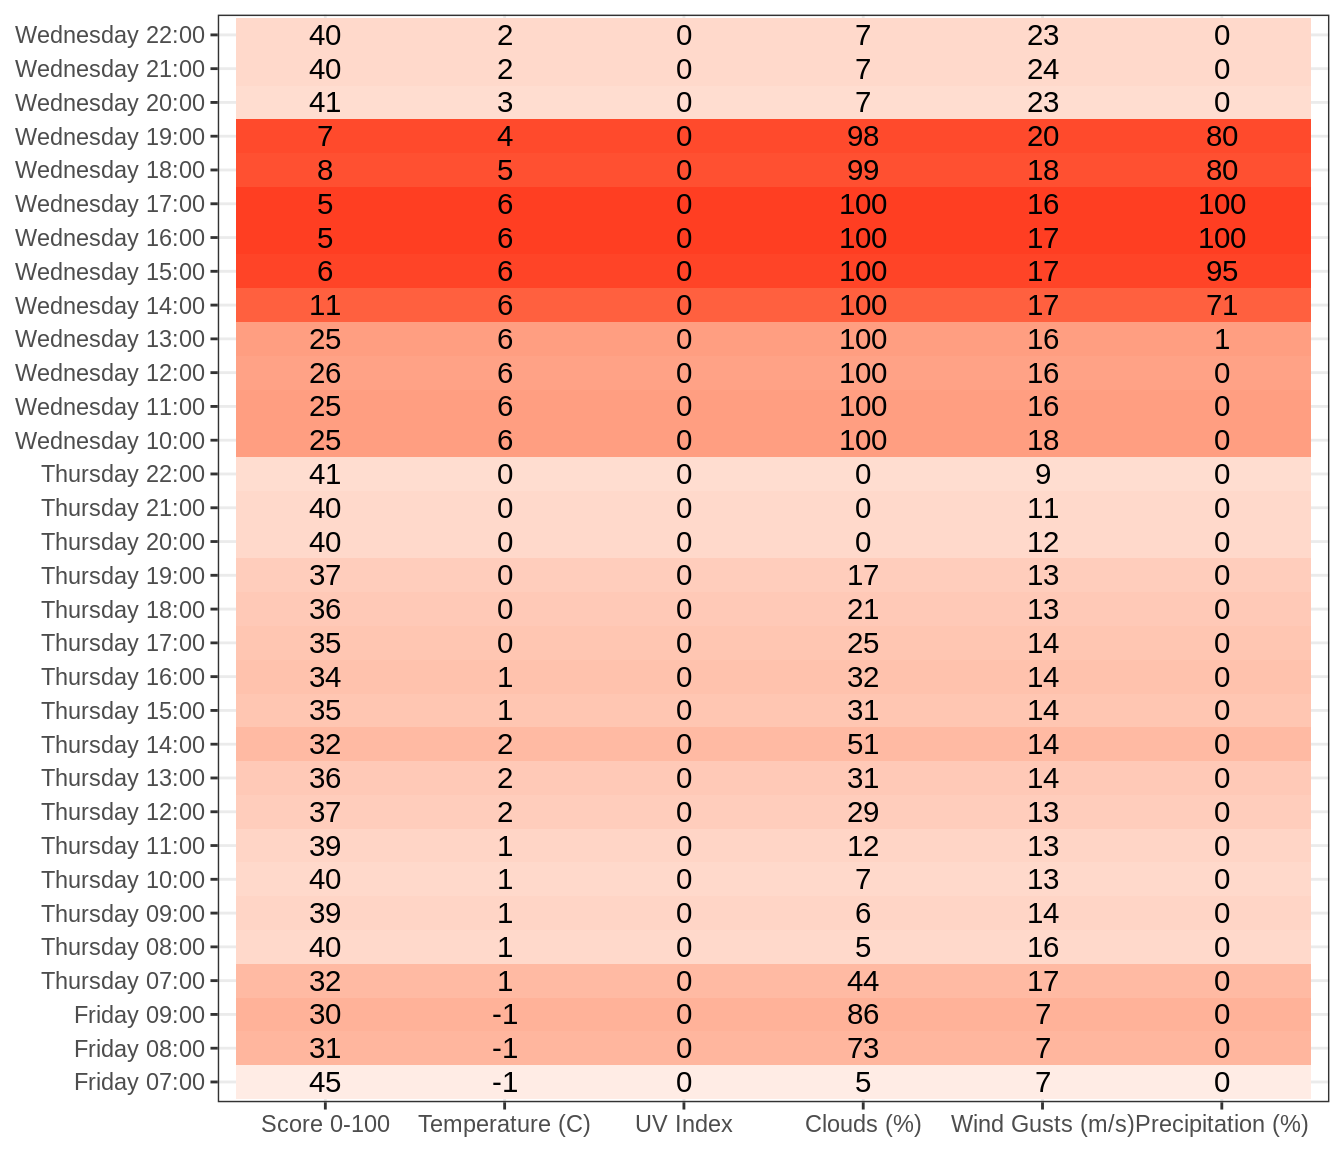 Wednesday 22:00 40 2 0 7 23 0
Wednesday 21:00 40 2 0 7 24 0
Wednesday 20:00 41 3 0 7 23 0
Wednesday 19:00 7 4 0 98 20 80
Wednesday 18:00 8 5 0 99 18 80
Wednesday 17:00 5 6 0 100 16 100
Wednesday 16:00 5 6 0 100 17 100
Wednesday 15:00 6 6 0 100 17 95
Wednesday 14:00 11 6 0 100 17 71
Wednesday 13:00 25 6 0 100 16 1
Wednesday 12:00 26 6 0 100 16 0
Wednesday 11:00 25 6 0 100 16 0
Wednesday 10:00 25 6 0 100 18 0
Thursday 22:00 41 0 0 0 9 0
Thursday 21:00 40 0 0 0 11 0
Thursday 20:00 40 0 0 0 12 0
Thursday 19:00 37 0 0 17 13 0
Thursday 18:00 36 0 0 21 13 0
Thursday 17:00 35 0 0 25 14 0
Thursday 16:00 34 1 0 32 14 0
Thursday 15:00 35 1 0 31 14 0
Thursday 14:00 32 2 0 51 14 0
Thursday 13:00 36 2 0 31 14 0
Thursday 12:00 37 2 0 29 13 0
Thursday 11:00 39 1 0 12 13 0
Thursday 10:00 40 1 0 7 13 0
Thursday 09:00 39 1 0 6 14 0
Thursday 08:00 40 1 0 5 16 0
Thursday 07:00 32 1 0 44 17 0
Friday 09:00 30 -1 0 86 7 0
Friday 08:00 31 -1 0 73 7 0
Friday 07:00 45 -1 0 5 7 0
Score 0-100 Temperature (C) UV Index Clouds (%) Wind Gusts (m/s) Precipitation (%)